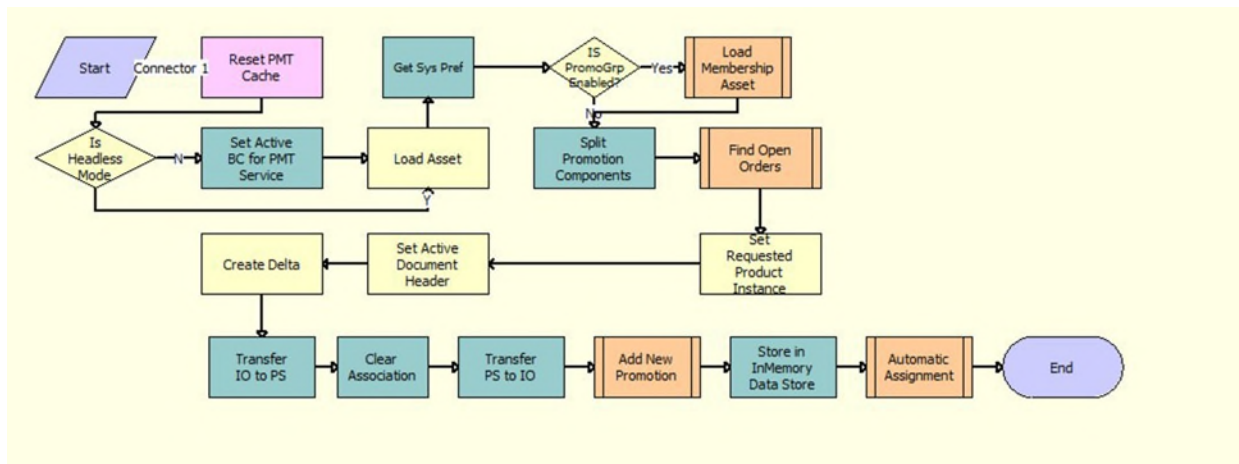 Start
Connector 1
Reset PMT
Cache
Get Sys Pref
IS
PromoGrp
Enabled?
Yes
Load
Membership
Asset
No
Is
Headless
Mode
N
Set Active
BC for PMT
Service
Load Asset
Y
Split
Promotion
Components
Find Open
Orders
Create Delta
Set Active
Document
Header
Set
Requested
Product
Instance
Transfer
IO to PS
Clear
Association
Transfer
PS to IO
Add New
Promotion
Store in
InMemory
Data Store
Automatic
Assignment
End